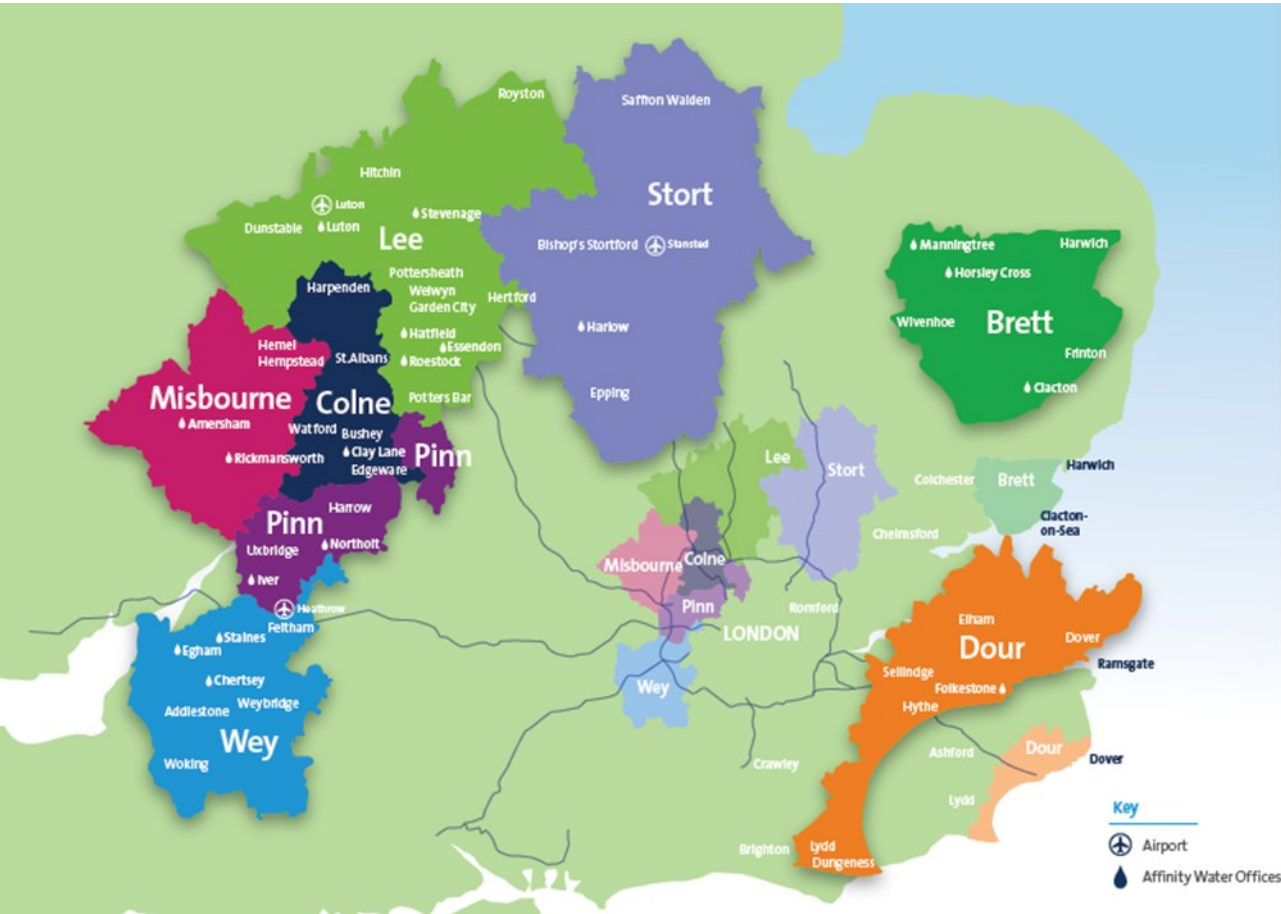 Royston
Saffron Walden
Hitchin
Luton
Luton
Dunstable
Stevenage
Lee
Stort
Bishop's Stortford
Stansted
Pottersheath
Welwyn
Garden City
Hertford
Harpenden
Hatfield
Essendon
Roestock
Harlow
Hemel
Hempstead
St.Albans
Potters Bar
Epping
Misbourne
Amersham
Rickmansworth
Colne
Watford
Bushey
Clay Lane
Edgeware
Pinn
Pinn
Harrow
Uxbridge
Northolt
Iver
Heathrow
Feltham
Staines
Egham
Chertsey
Weybridge
Addlestone
Wey
Woking
Manningtree
Harwich
Horsley Cross
Wivenhoe
Brett
Frinton
Clacton
Lee
Stort
Colchester
Brett
Harwich
Clacton-
on-Sea
Chelmsford
Misbourne
Colne
Pinn
Romford
LONDON
Wey
Crawley
Brighton
Elham
Dour
Dover
Ramsgate
Sellindge
Folkestone
Hythe
Ashford
Dour
Dover
Lydd
Lydd
Dungeness
Key
Airport
Affinity Water Offices